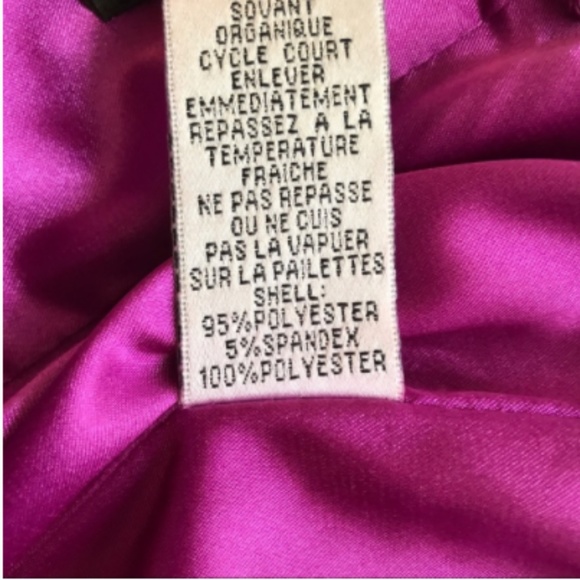 SOVANT
ORGANIQUE
CYCLE COURT
ENLEVER
EMMEDIATEMENT
REPASSEZ A LA
TEMPERATURE
FRAICHE
NE PAS REPASSE
OU NE CUIS
PAS LA VAPUER
SUR LA PAILETTES
SHELL:
95%POLYESTER
5%SPANDEX
100%POLYESTER